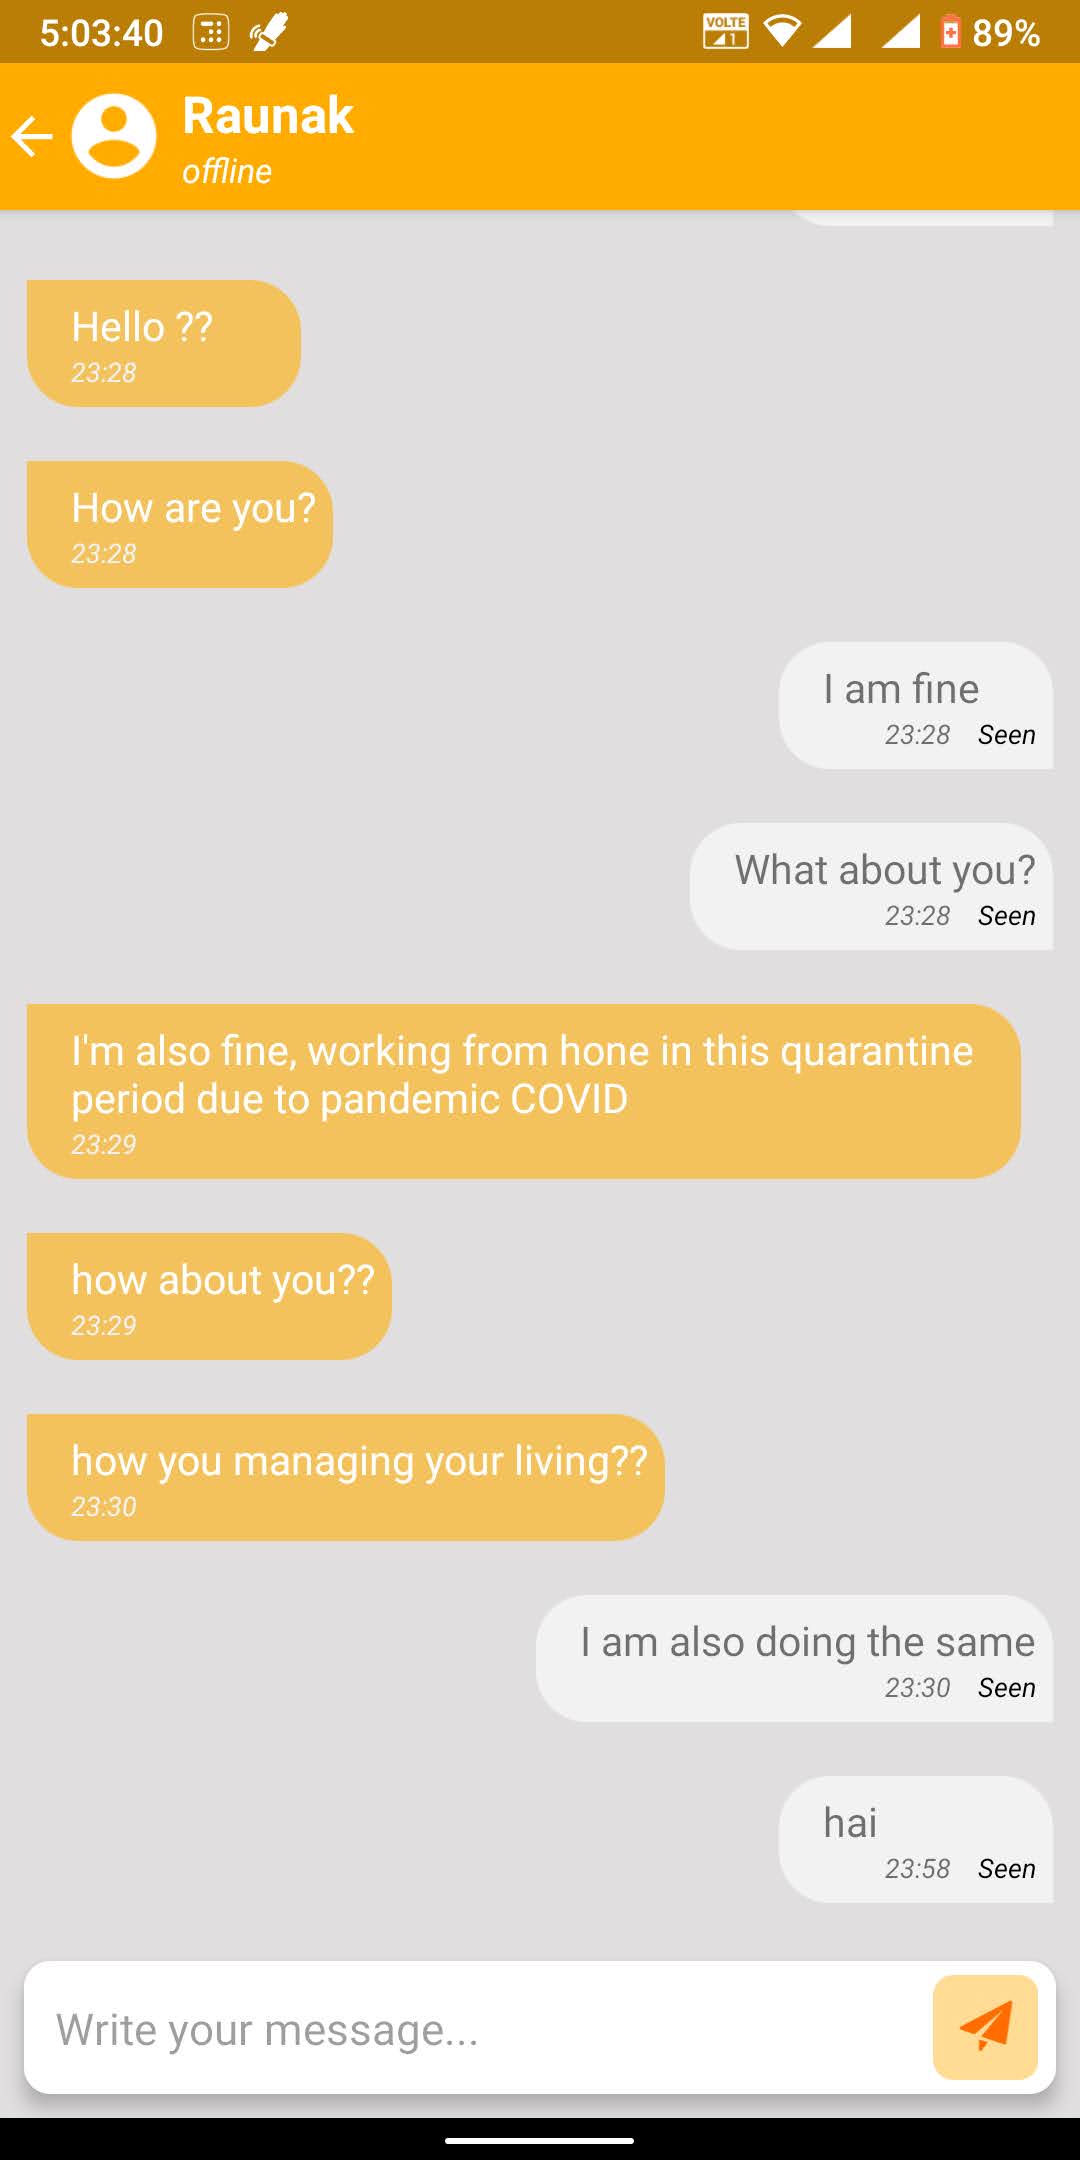 5:03:40
VOLTE
1
89%
Raunak
offline
Hello ??
23:28
How are you?
23:28
I am fine
23:28 Seen
What about you?
23:28 Seen
I'm also fine, working from hone in this quarantine
period due to pandemic COVID
23:29
how about you??
23:29
how you managing your living??
23:30
I am also doing the same
23:30 Seen
hai
23:58 Seen
Write your message...